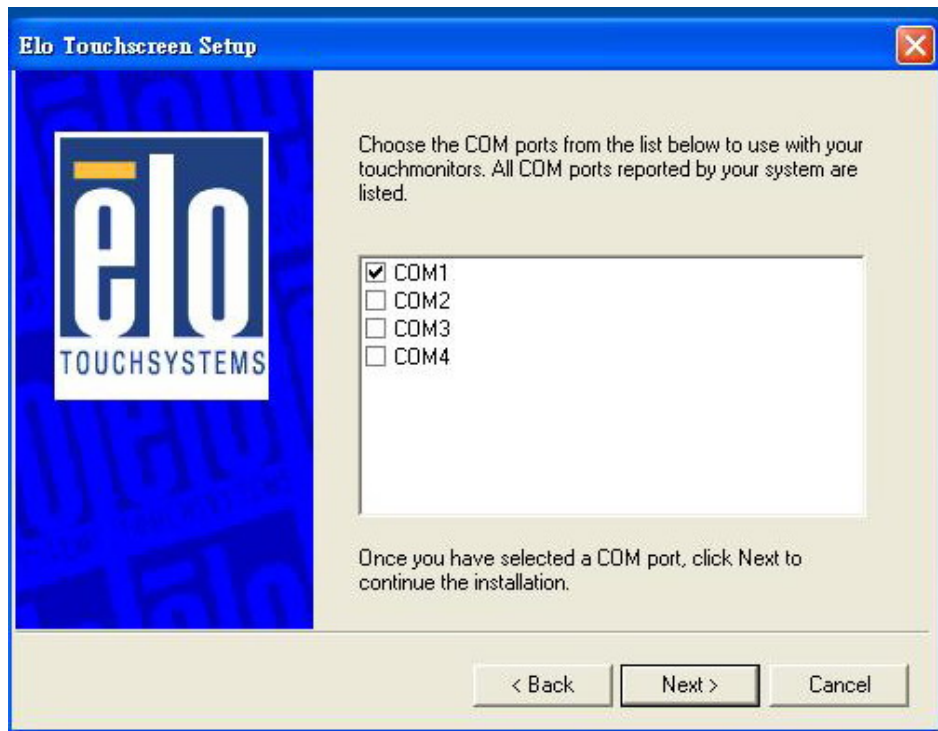 Elo Touchscreen Setup
elo
TOUCHSYSTEMS
Choose the COM ports from the list below to use with your
touchmonitors. All COM ports reported by your system are
listed.
COM1
COM2
COM3
COM4
Once you have selected a COM port, click Next to
continue the installation.
< Back
Next >
Cancel